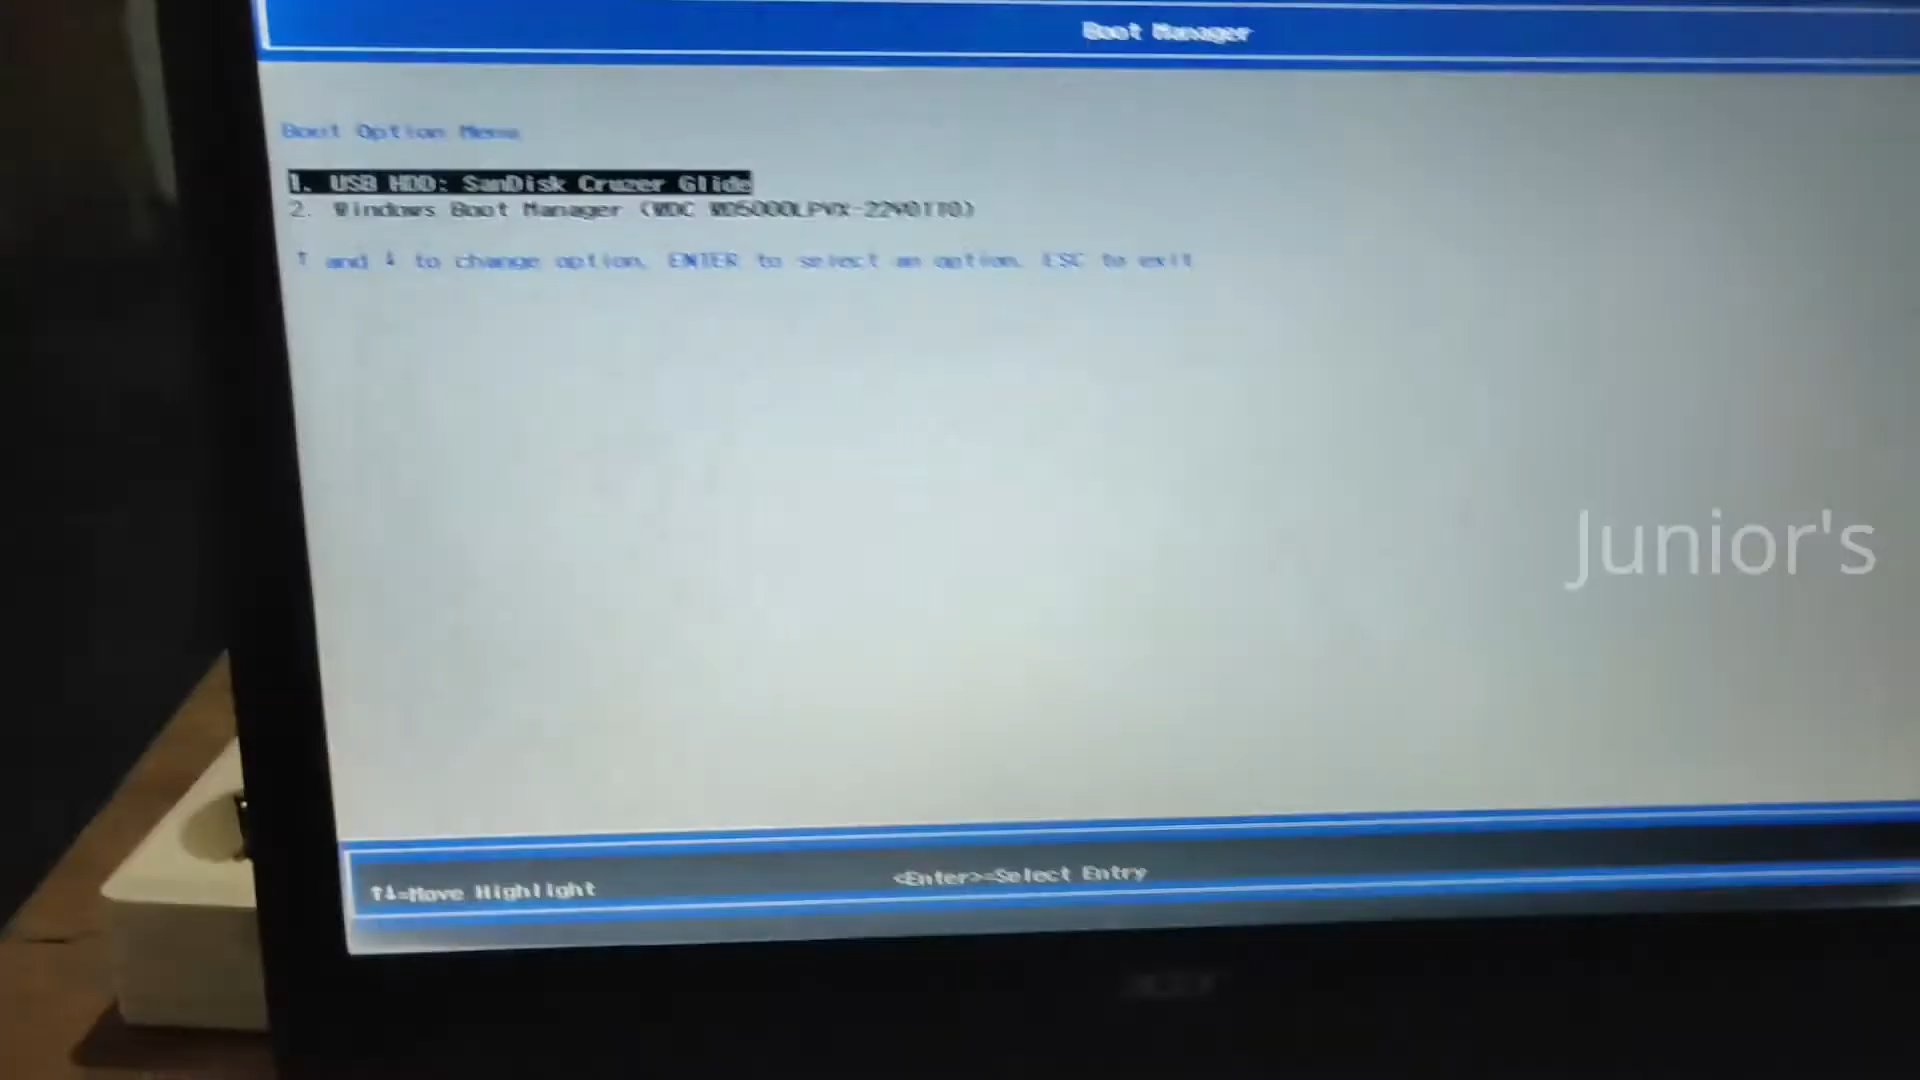 Boot Manager
Boot Option Menu
1. USB HDD: SanDisk Cruzer Glide
2. Windows Boot Manager (WDC WD5000LPVX-22V0TT0)
↑ and ↓ to change option, ENTER to select an option, ESC to exit
Junior's
↑↓=Move Highlight
<Enter>=Select Entry
acer